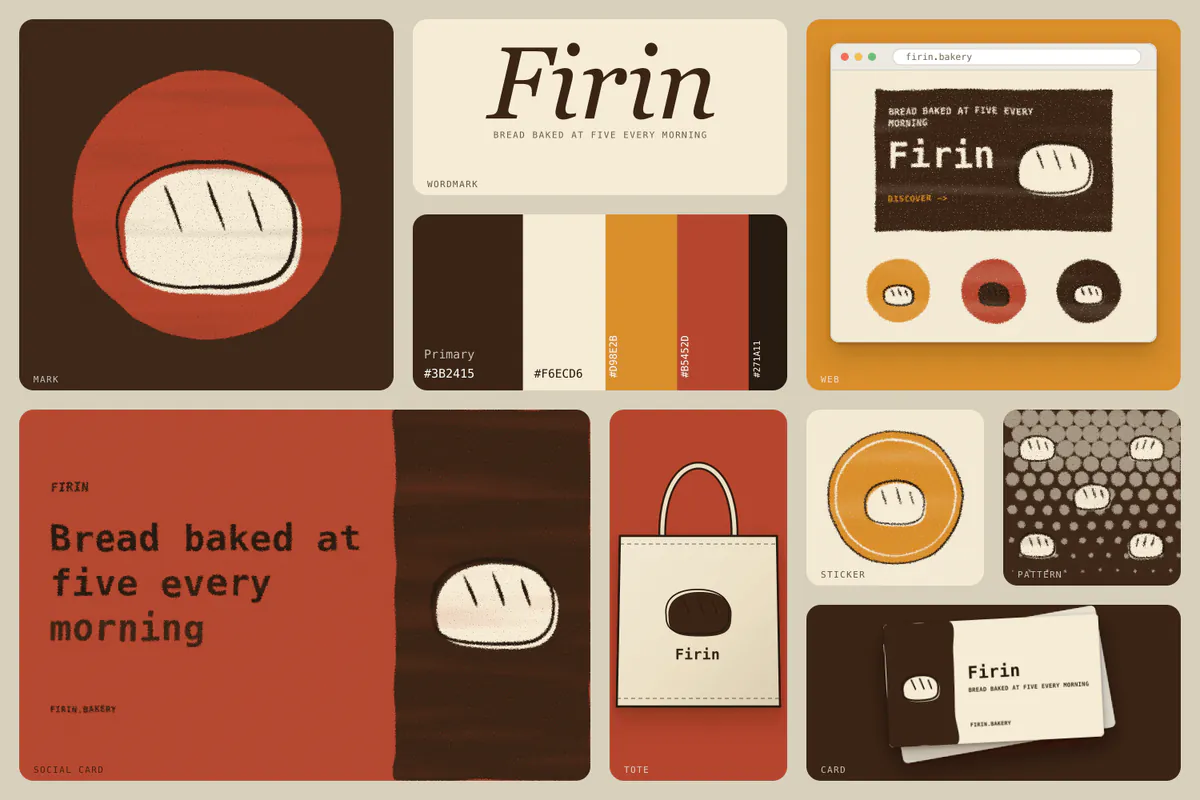 MARK
Firin
BREAD BAKED AT FIVE EVERY MORNING
WORDMARK
Primary
#3B2415
#F6ECD6
#D98E2B
#B5452D
#271A11
firin.bakery
BREAD BAKED AT FIVE EVERY
MORNING
Firin
DISCOVER ->
WEB
FIRIN
Bread baked at
five every
morning
FIRIN.BAKERY
SOCIAL CARD
Firin
TOTE
STICKER
PATTERN
Firin
BREAD BAKED AT FIVE EVERY MORNING
FIRIN.BAKERY
CARD